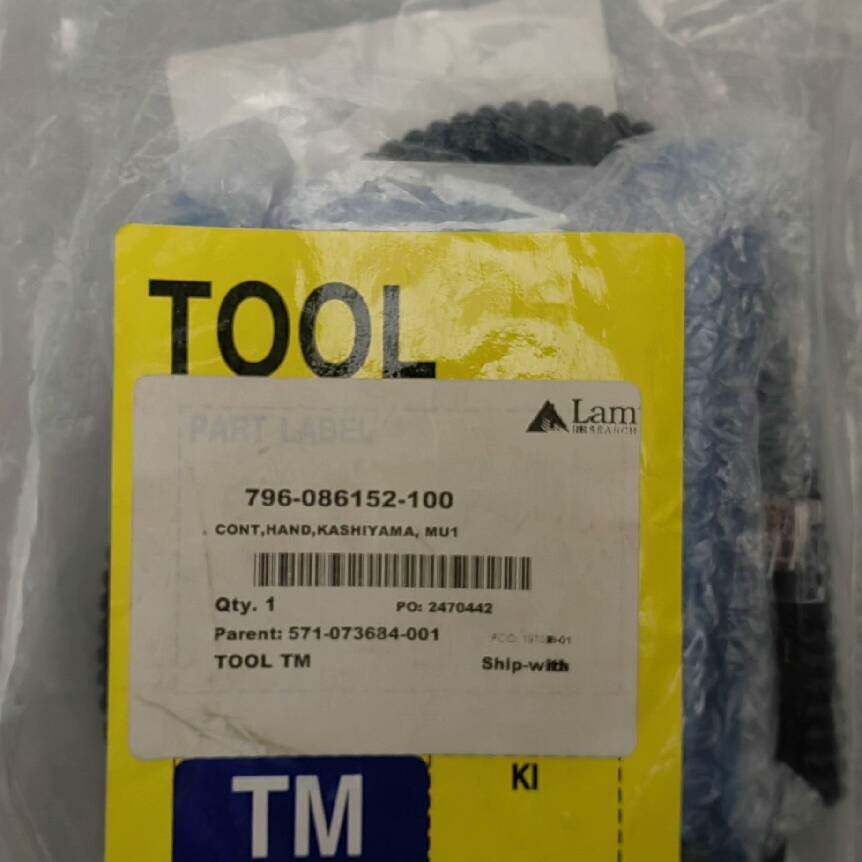 TOOL
PART LABEL
Lam
RESEARCH
796-086152-100
CONT,HAND,KASHIYAMA, MU1
Qty. 1 PO: 2470442
Parent: 571-073684-001
TOOL TM Ship-with
TM KI